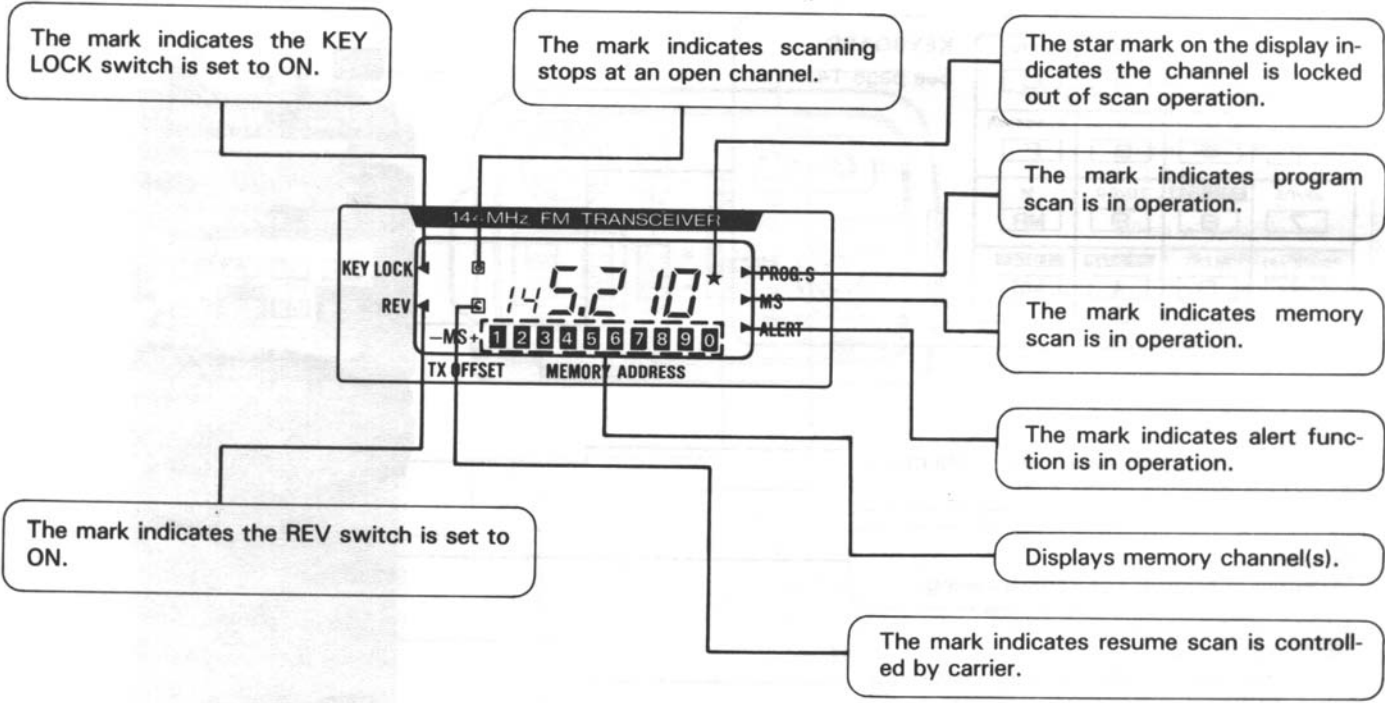 The mark indicates the KEY
LOCK switch is set to ON.
The mark indicates scanning
stops at an open channel.
The star mark on the display in-
dicates the channel is locked
out of scan operation.
The mark indicates program
scan is in operation.
The mark indicates memory
scan is in operation.
The mark indicates alert func-
tion is in operation.
Displays memory channel(s).
The mark indicates resume scan is controll-
ed by carrier.
The mark indicates the REV switch is set to
ON.
144MHz FM TRANSCEIVER
KEY LOCK
REV
145.210★
C
PROG.S
MS
ALERT
–MS+ 1 2 3 4 5 6 7 8 9 0
TX OFFSET MEMORY ADDRESS